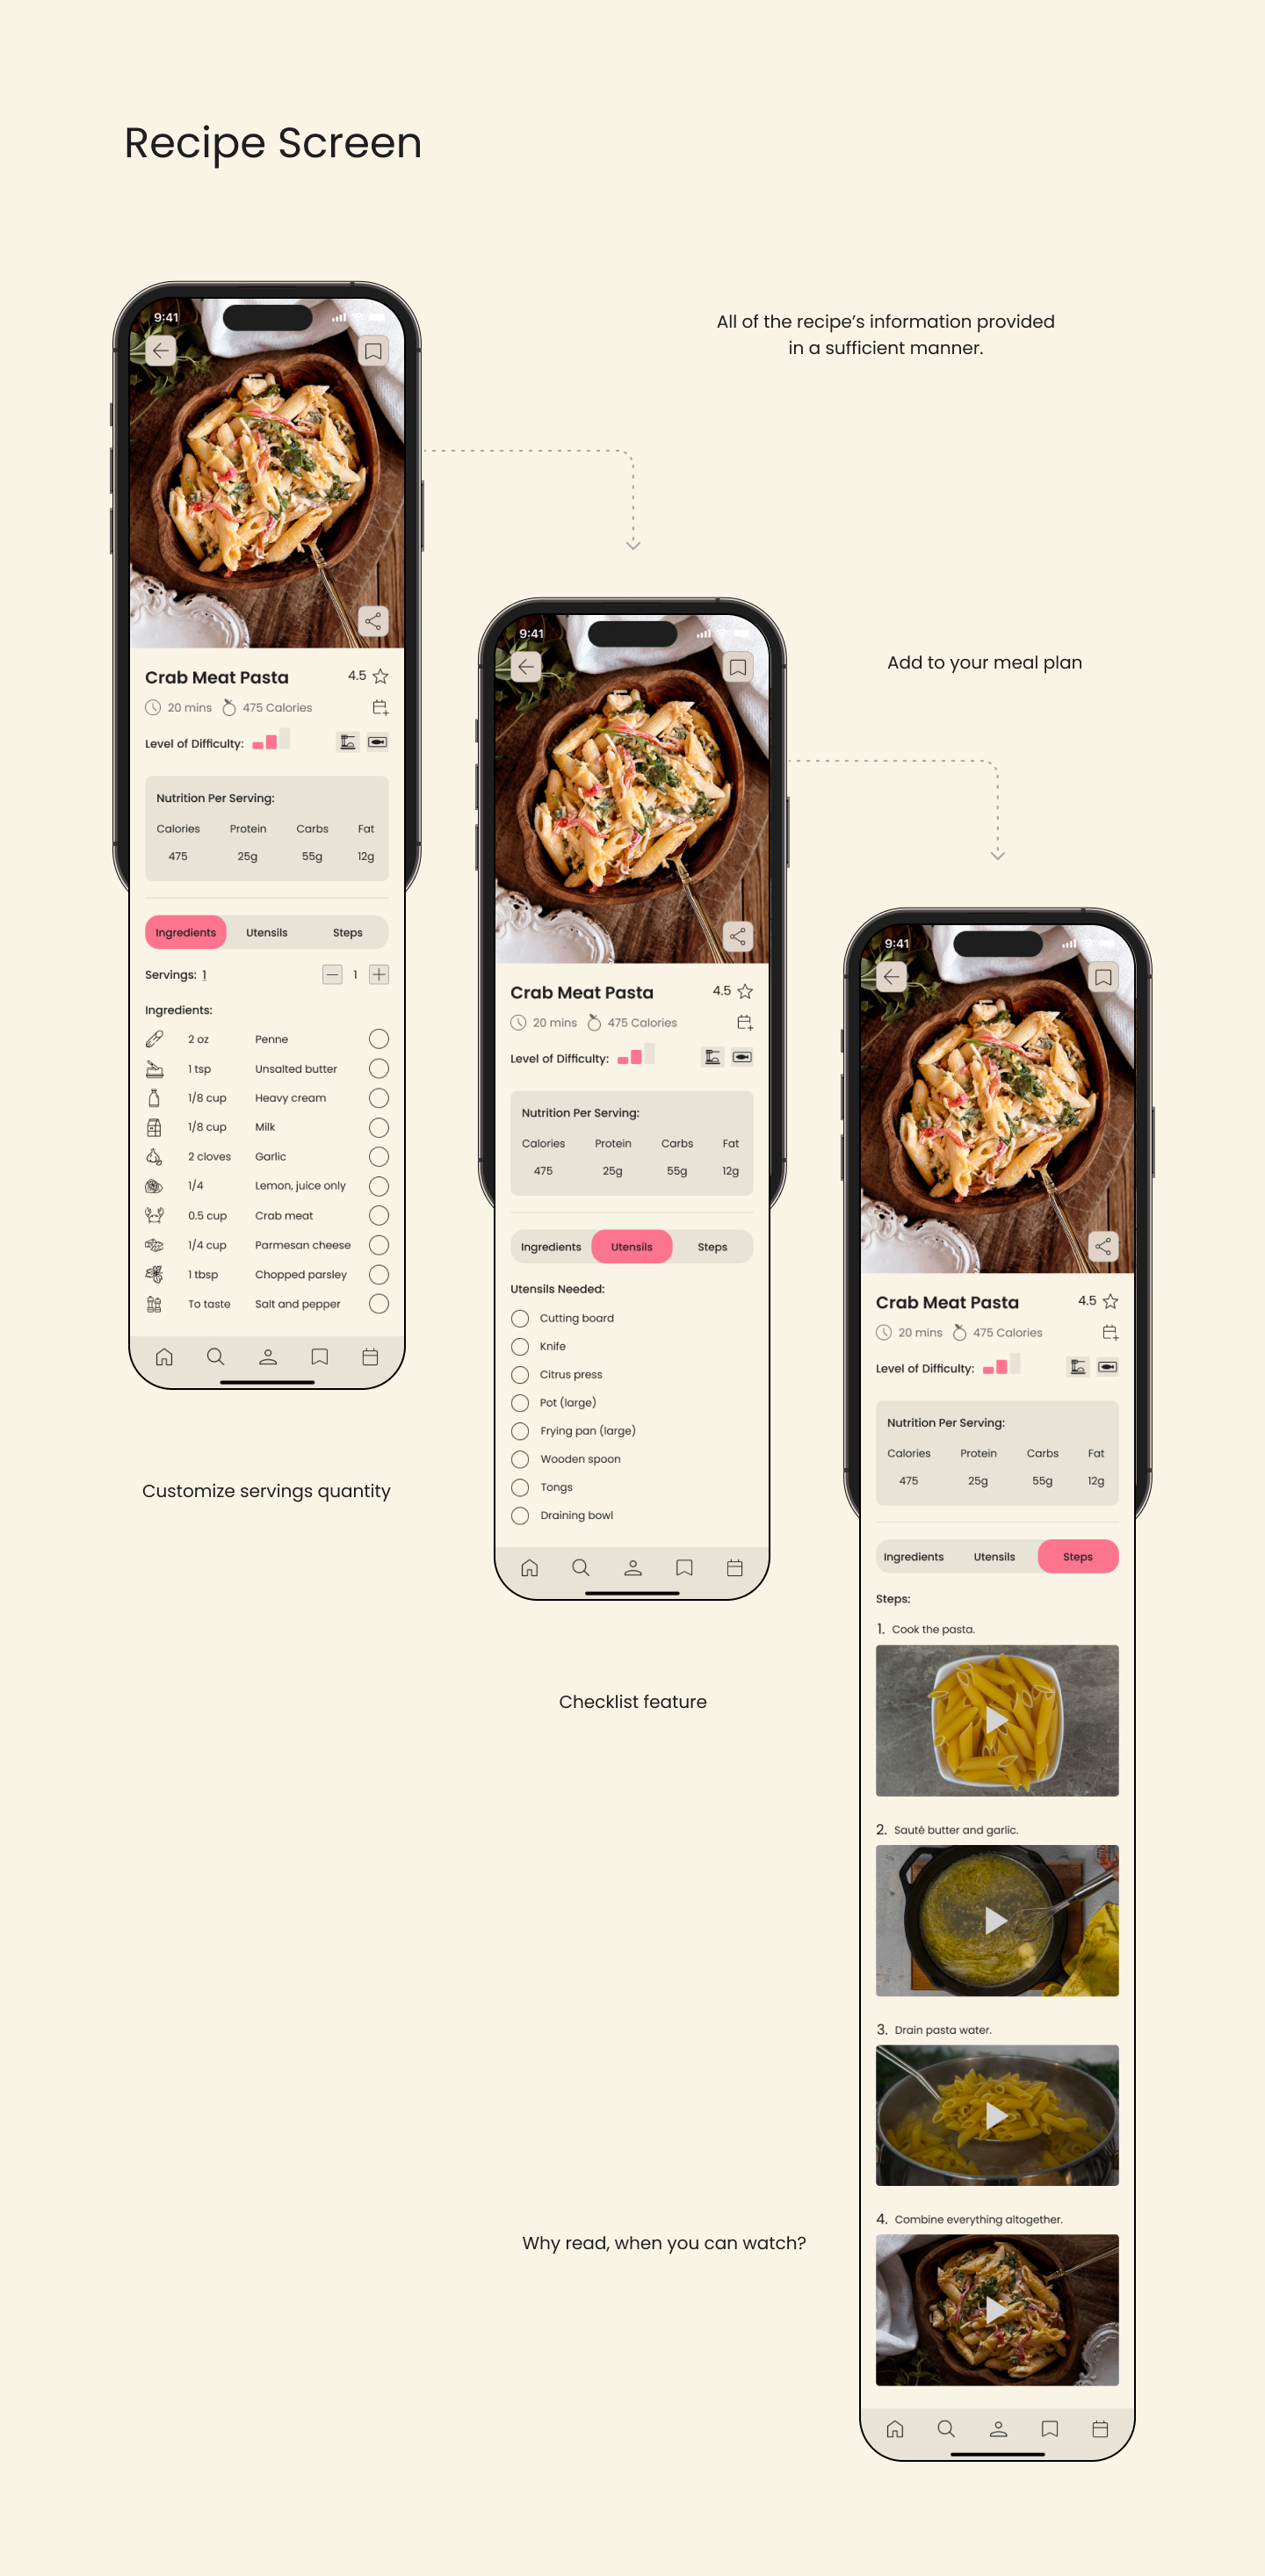 Recipe Screen
All of the recipe’s information provided
in a sufficient manner.
9:41
Crab Meat Pasta 4.5
20 mins 475 Calories
Level of Difficulty:
Nutrition Per Serving:
Calories Protein Carbs Fat
475 25g 55g 12g
Ingredients Utensils Steps
Servings: 1 1
Ingredients:
2 oz Penne
1 tsp Unsalted butter
1/8 cup Heavy cream
1/8 cup Milk
2 cloves Garlic
1/4 Lemon, juice only
0.5 cup Crab meat
1/4 cup Parmesan cheese
1 tbsp Chopped parsley
To taste Salt and pepper
Customize servings quantity
9:41
Crab Meat Pasta 4.5
20 mins 475 Calories
Level of Difficulty:
Nutrition Per Serving:
Calories Protein Carbs Fat
475 25g 55g 12g
Ingredients Utensils Steps
Utensils Needed:
Cutting board
Knife
Citrus press
Pot (large)
Frying pan (large)
Wooden spoon
Tongs
Draining bowl
Checklist feature
Add to your meal plan
9:41
Crab Meat Pasta 4.5
20 mins 475 Calories
Level of Difficulty:
Nutrition Per Serving:
Calories Protein Carbs Fat
475 25g 55g 12g
Ingredients Utensils Steps
Steps:
1. Cook the pasta.
2. Sauté butter and garlic.
3. Drain pasta water.
4. Combine everything altogether.
Why read, when you can watch?